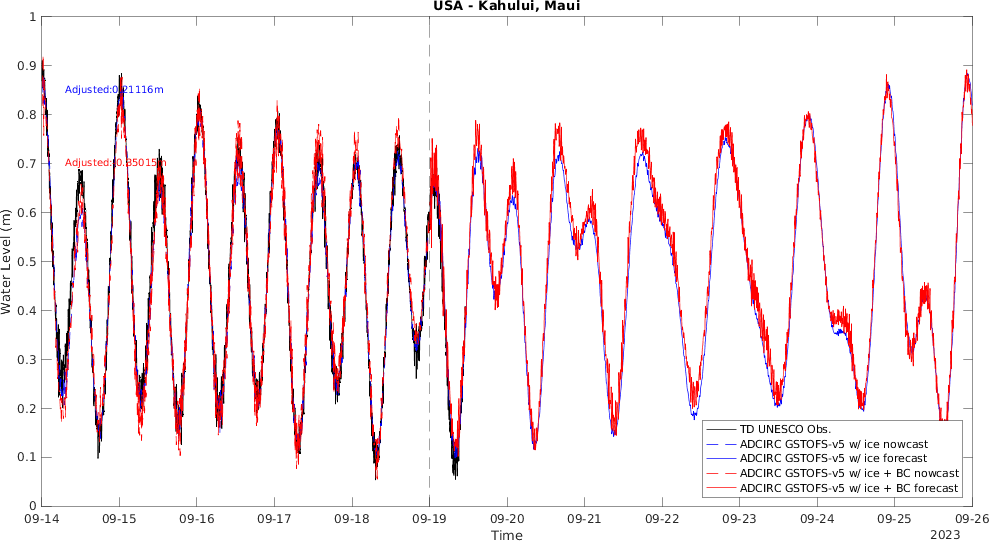 USA - Kahului, Maui
1
0.9
0.8
0.7
0.6
0.5
0.4
0.3
0.2
0.1
0
Water Level (m)
Adjusted:0.21116m
TD UNESCO Obs.
ADCIRC GSTOFS-v5 w/ ice nowcast
ADCIRC GSTOFS-v5 w/ ice forecast
ADCIRC GSTOFS-v5 w/ ice + BC nowcast
ADCIRC GSTOFS-v5 w/ ice + BC forecast
09-14 09-15 09-16 09-17 09-18 09-19 09-20 09-21 09-22 09-23 09-24 09-25 09-26
Time
2023